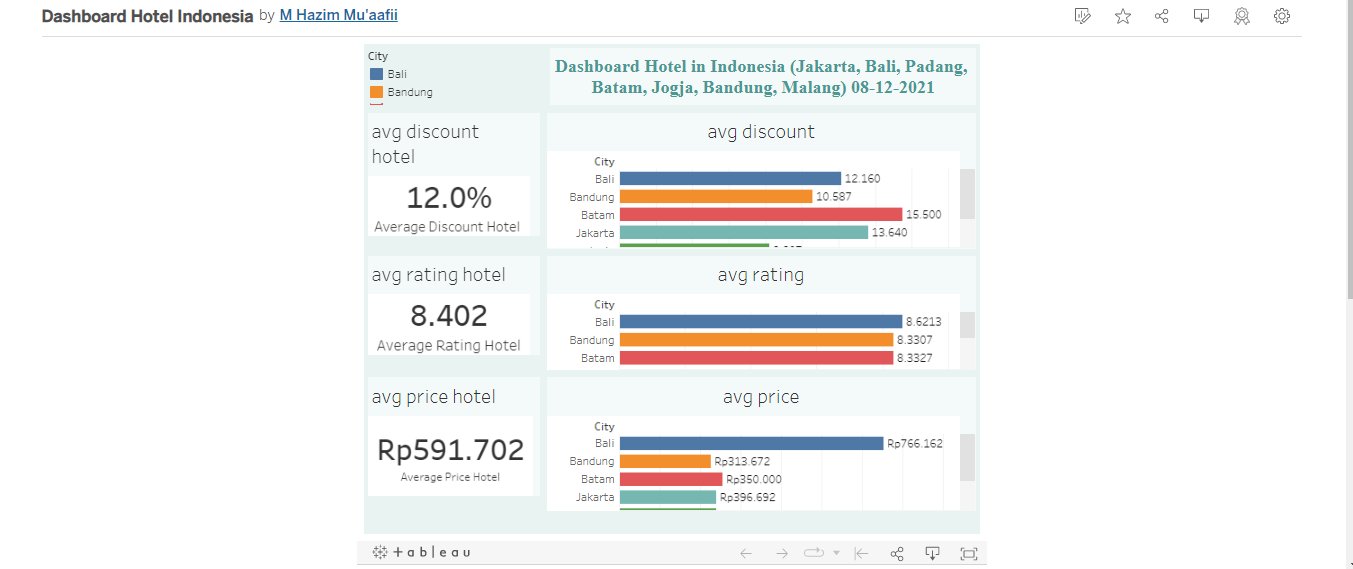 Dashboard Hotel Indonesia by M Hazim Mu'aafii
City
Bali
Bandung
Dashboard Hotel in Indonesia (Jakarta, Bali, Padang,
Batam, Jogja, Bandung, Malang) 08-12-2021
avg discount
hotel
12.0%
Average Discount Hotel
avg discount
City
Bali 12.160
Bandung 10.587
Batam 15.500
Jakarta 13.640
avg rating hotel
8.402
Average Rating Hotel
avg rating
City
Bali 8.6213
Bandung 8.3307
Batam 8.3327
avg price hotel
Rp591.702
Average Price Hotel
avg price
City
Bali Rp766.162
Bandung Rp313.672
Batam Rp350.000
Jakarta Rp396.692
+ableau